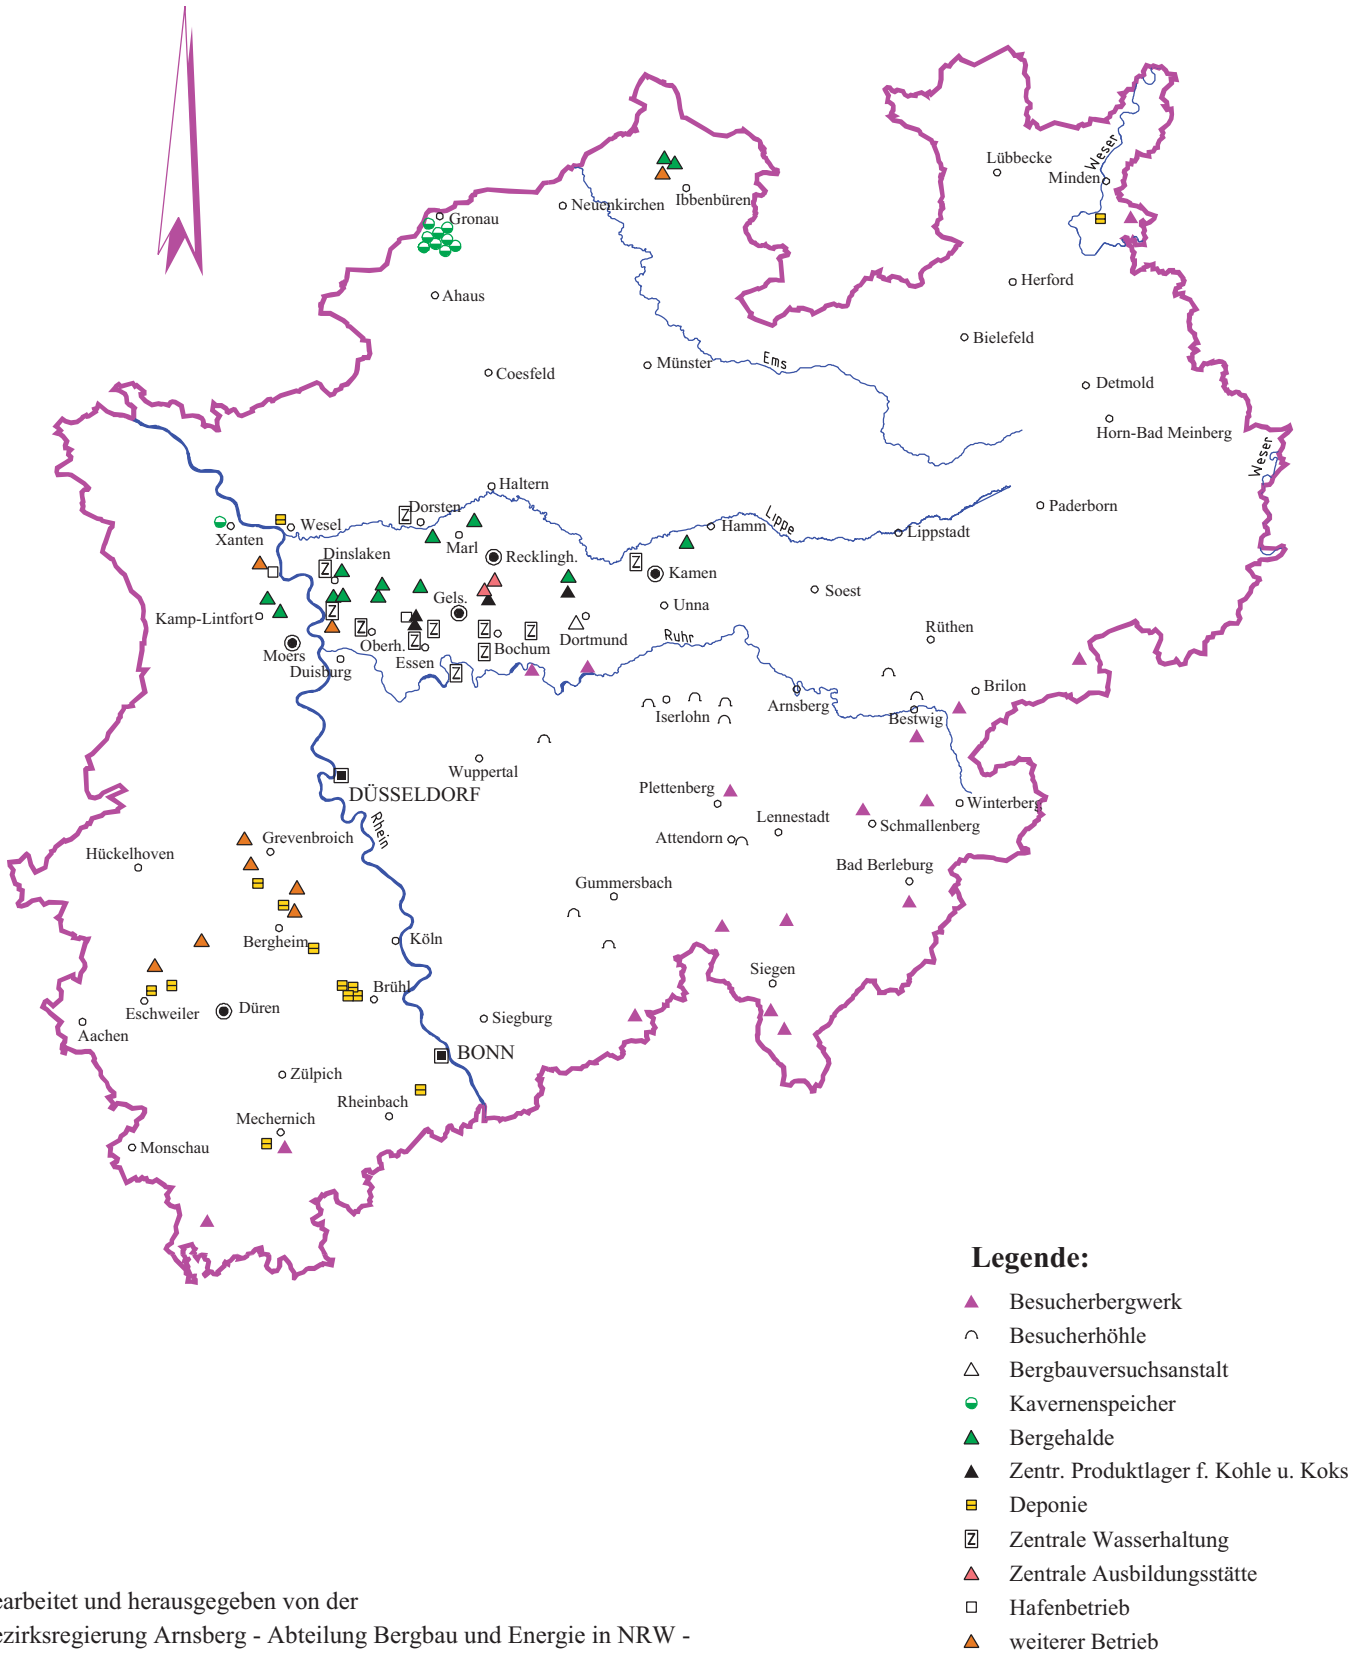 Lübbecke
Weser
Minden
Neuenkirchen
Ibbenbüren
Gronau
Herford
Ahaus
Bielefeld
Ems
Münster
Coesfeld
Detmold
Horn-Bad Meinberg
Weser
Haltern
Dorsten
Wesel
Xanten
Marl
Hamm
Lippe
Lippstadt
Paderborn
Dinslaken
Recklingh.
Kamen
Soest
Kamp-Lintfort
Gels.
Unna
Dortmund
Rüthen
Moers
Oberh.
Essen
Bochum
Ruhr
Duisburg
Brilon
Arnsberg
Bestwig
Iserlohn
Wuppertal
DÜSSELDORF
Plettenberg
Winterberg
Lennestadt
Schmallenberg
Rhein
Attendorn
Grevenbroich
Hückelhoven
Bad Berleburg
Gummersbach
Bergheim
Köln
Siegen
Brühl
Eschweiler
Düren
Siegburg
Aachen
BONN
Zülpich
Rheinbach
Mechernich
Monschau
Z
Z
Z
Z
Z
Z
Z
Z
Z
Z
Z
Legende:
Besucherbergwerk
Besucherhöhle
Bergbauversuchsanstalt
Kavernenspeicher
Bergehalde
Zentr. Produktlager f. Kohle u. Koks
Deponie
Z Zentrale Wasserhaltung
Zentrale Ausbildungsstätte
Hafenbetrieb
weiterer Betrieb
earbeitet und herausgegeben von der
ezirksregierung Arnsberg - Abteilung Bergbau und Energie in NRW -